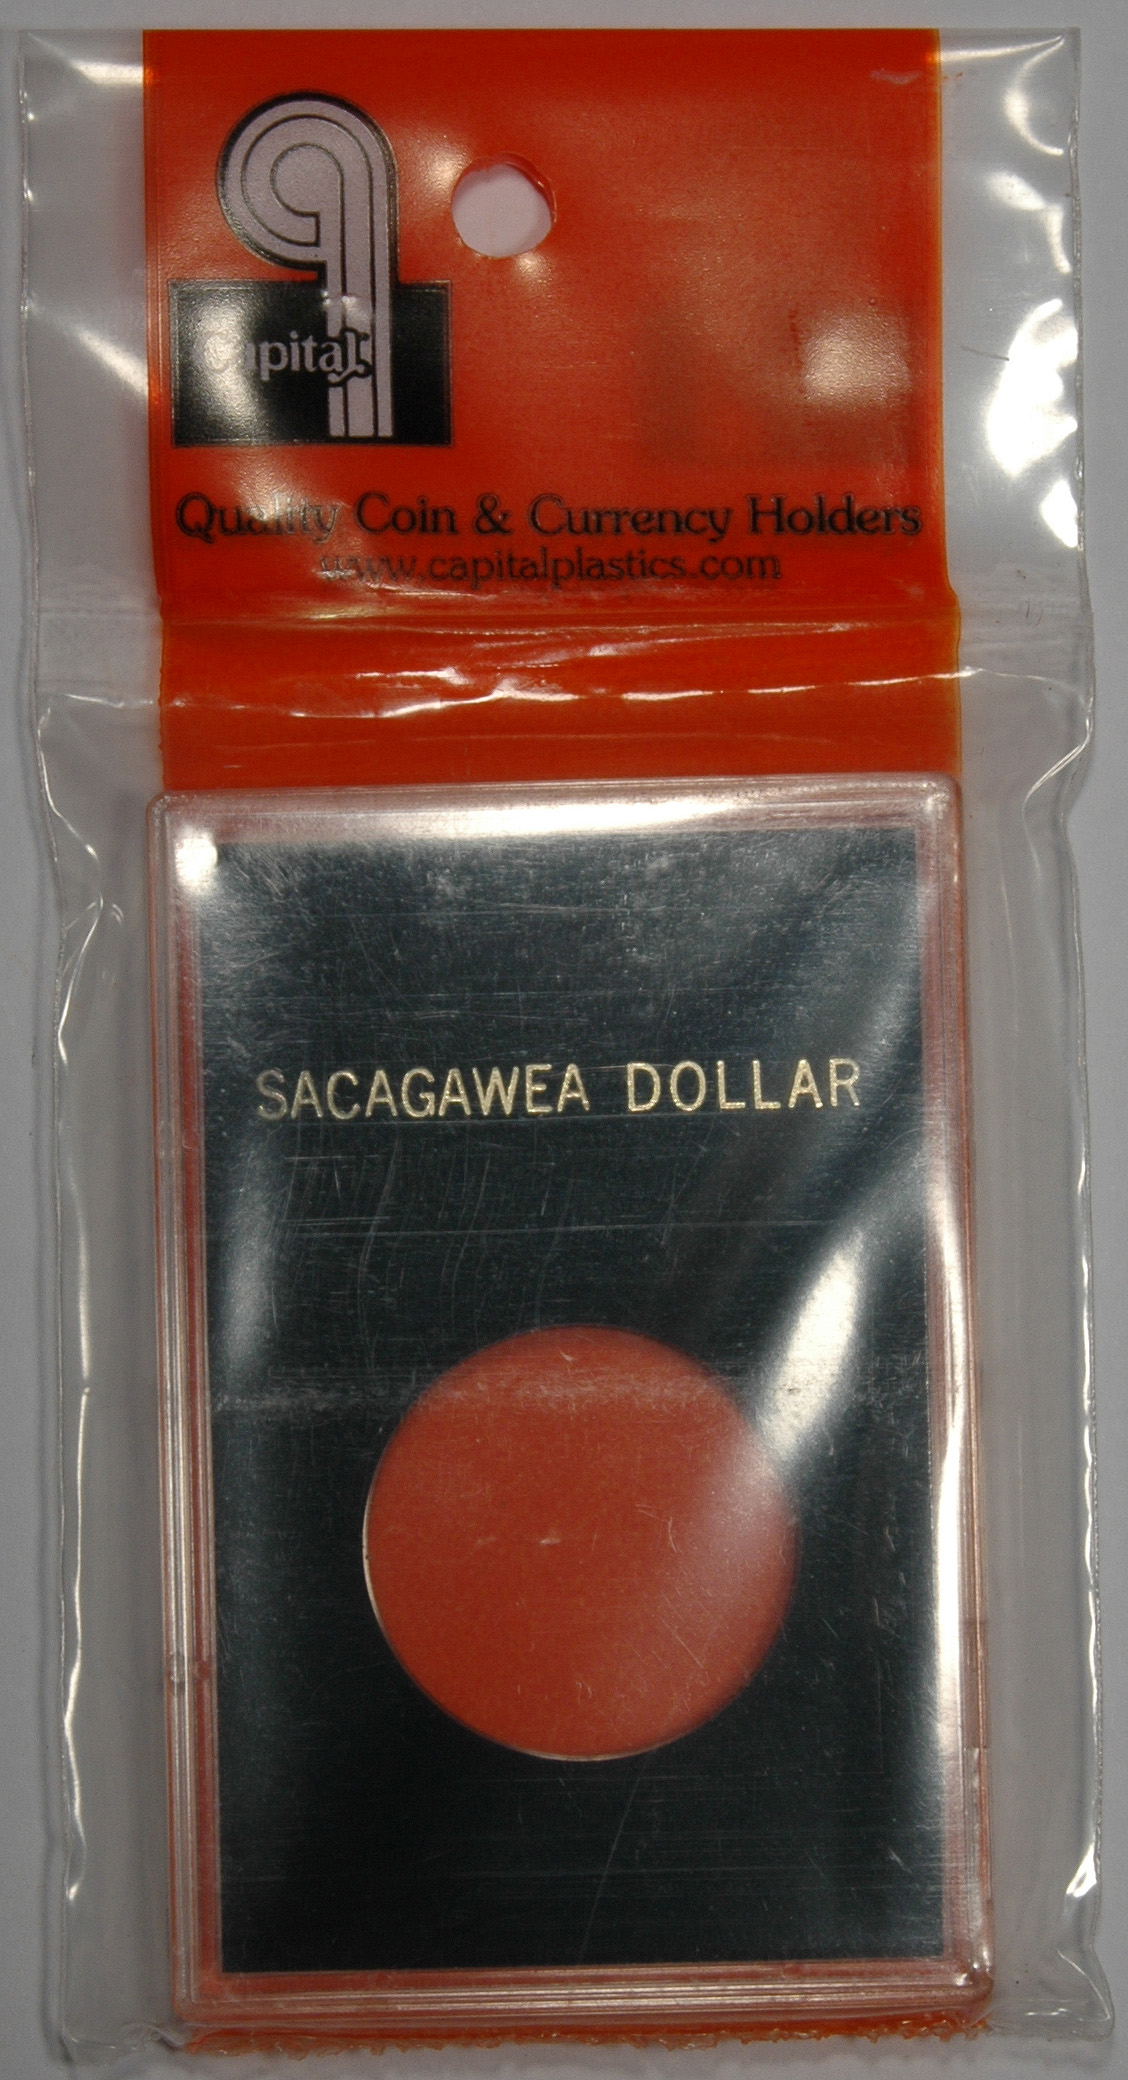 Capital
Quality Coin & Currency Holders
www.capitalplastics.com
SACAGAWEA DOLLAR